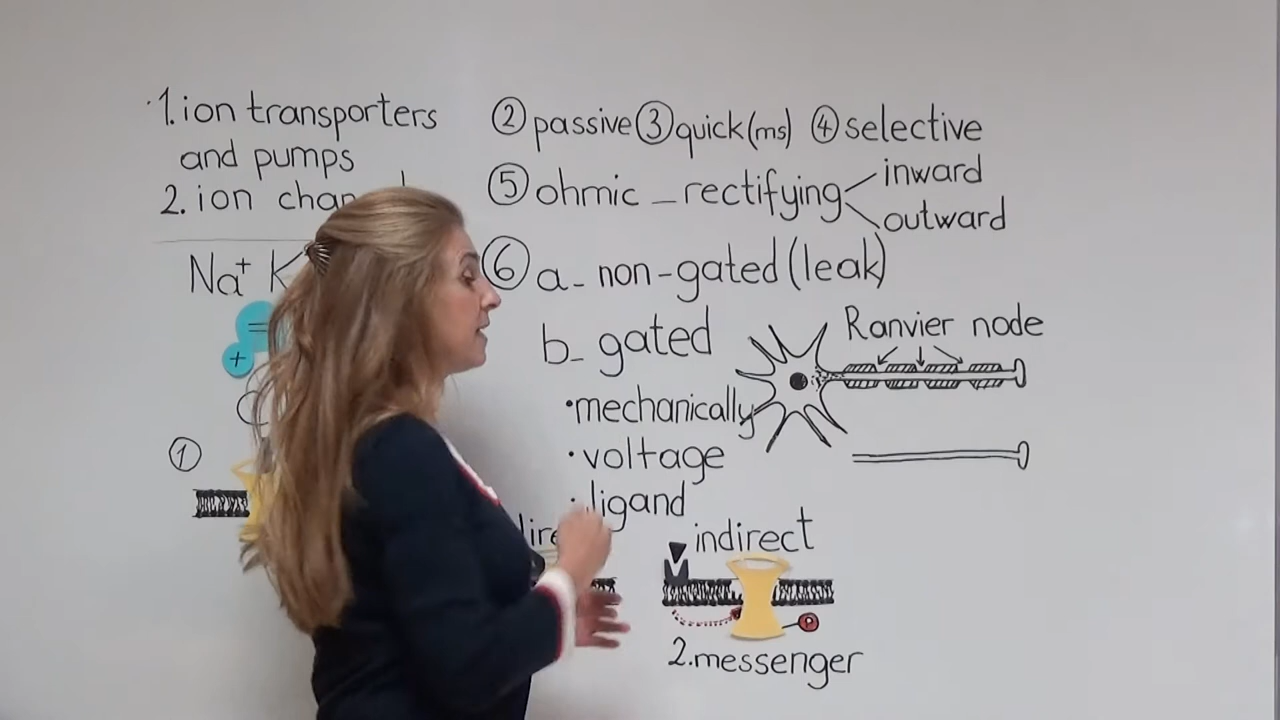 1. ion transporters
and pumps
2. ion
Na⁺ K
= 
+
①
② passive ③ quick (ms) ④ selective
⑤ ohmic _ rectifying
inward
outward
⑥ a_ non-gated (leak)
b_ gated
• mechanically
• voltage
• ligand
Ranvier node
indirect
P
2. messenger